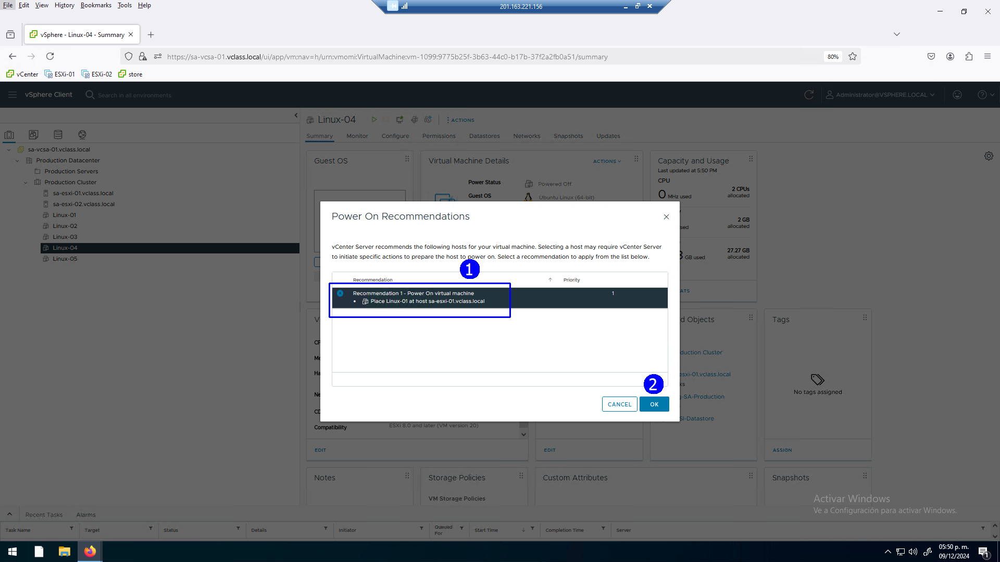 File Edit View History Bookmarks Tools Help
201.163.221.156
vSphere - Linux-04 - Summary
https://sa-vcsa-01.vclass.local/ui/app/vm;nav=h/urn:vmomi:VirtualMachine:vm-1099:9775b25f-3b63-44c0-b17b-37f2a2fb0a51/summary
80%
vCenter ESXi-01 ESXi-02 store
vSphere Client
Search in all environments
Administrator@VSPHERE.LOCAL
Linux-04
ACTIONS
Summary Monitor Configure Permissions Datastores Networks Snapshots Updates
sa-vcsa-01.vclass.local
Production Datacenter
Production Servers
Production Cluster
sa-esxi-01.vclass.local
sa-esxi-02.vclass.local
Linux-01
Linux-02
Linux-03
Linux-04
Linux-05
Guest OS
Virtual Machine Details
ACTIONS
Power Status Powered Off
Guest OS Ubuntu Linux (64-bit)
Capacity and Usage
Last updated at 5:50 PM
CPU
0 MHz used
2 CPUs
allocated
sed
2 GB
allocated
GB used
27.27 GB
allocated
ATS
Power On Recommendations
vCenter Server recommends the following hosts for your virtual machine. Selecting a host may require vCenter Server
to initiate specific actions to prepare the host to power on. Select a recommendation to apply from the list below.
1
Recommendation Priority
Recommendation 1 - Power On virtual machine 1
• Place Linux-01 at host sa-esxi-01.vclass.local
2
CANCEL OK
V
CP
Me
Ha
Ne
CD
Compatibility ESXi 8.0 and later (VM version 20)
EDIT
EDIT
d Objects
duction Cluster
esxi-01.vclass.local
ks
g-SA-Production
SI-Datastore
Tags
No tags assigned
ASSIGN
Notes
Storage Policies
VM Storage Policies
Custom Attributes
Snapshots
Activar Windows
Ve a Configuración para activar Windows.
Recent Tasks Alarms
Task Name Target Status Details Initiator Queued For Start Time Completion Time Server
05:50 p. m.
09/12/2024
1